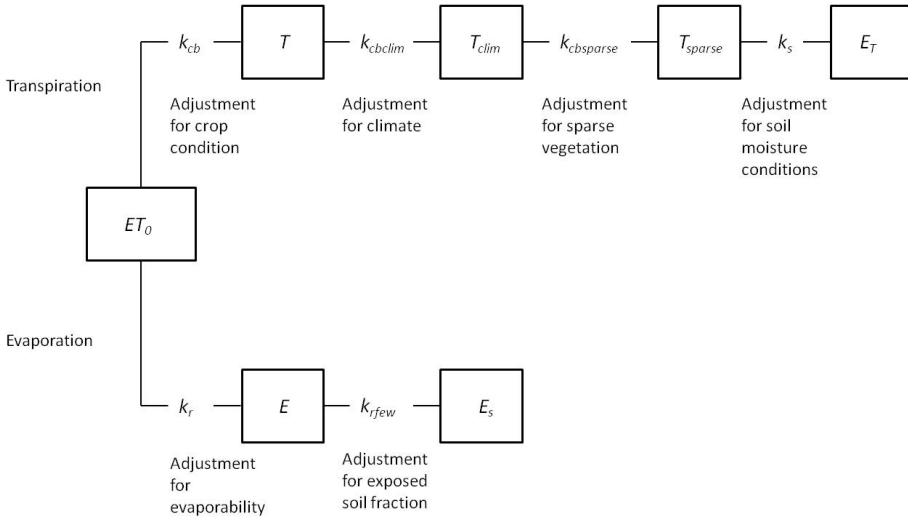 k_cb T k_cbclim T_clim k_cbsparse T_sparse k_s E_T
Transpiration
Adjustment
for crop
condition
Adjustment
for climate
Adjustment
for sparse
vegetation
Adjustment
for soil
moisture
conditions
ET_0
Evaporation
k_r E k_rfew E_s
Adjustment
for
evaporability
Adjustment
for exposed
soil fraction